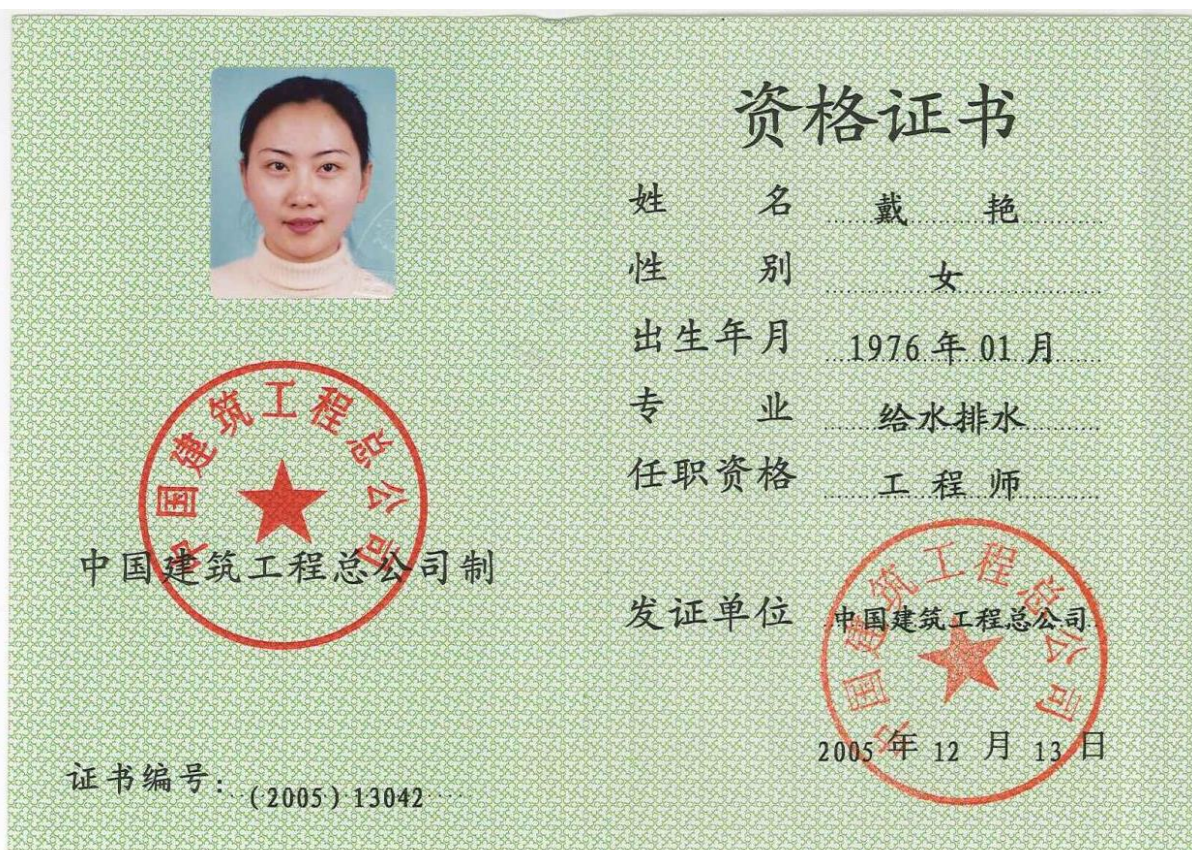 中国建筑工程总公司
中国建筑工程总公司制
证书编号：(2005) 13042
资格证书
姓 名 戴 艳
性 别 女
出生年月 1976 年 01 月
专 业 给水排水
任职资格 工 程 师
发证单位 中国建筑工程总公司
中国建筑工程总公司
2005 年 12 月 13 日